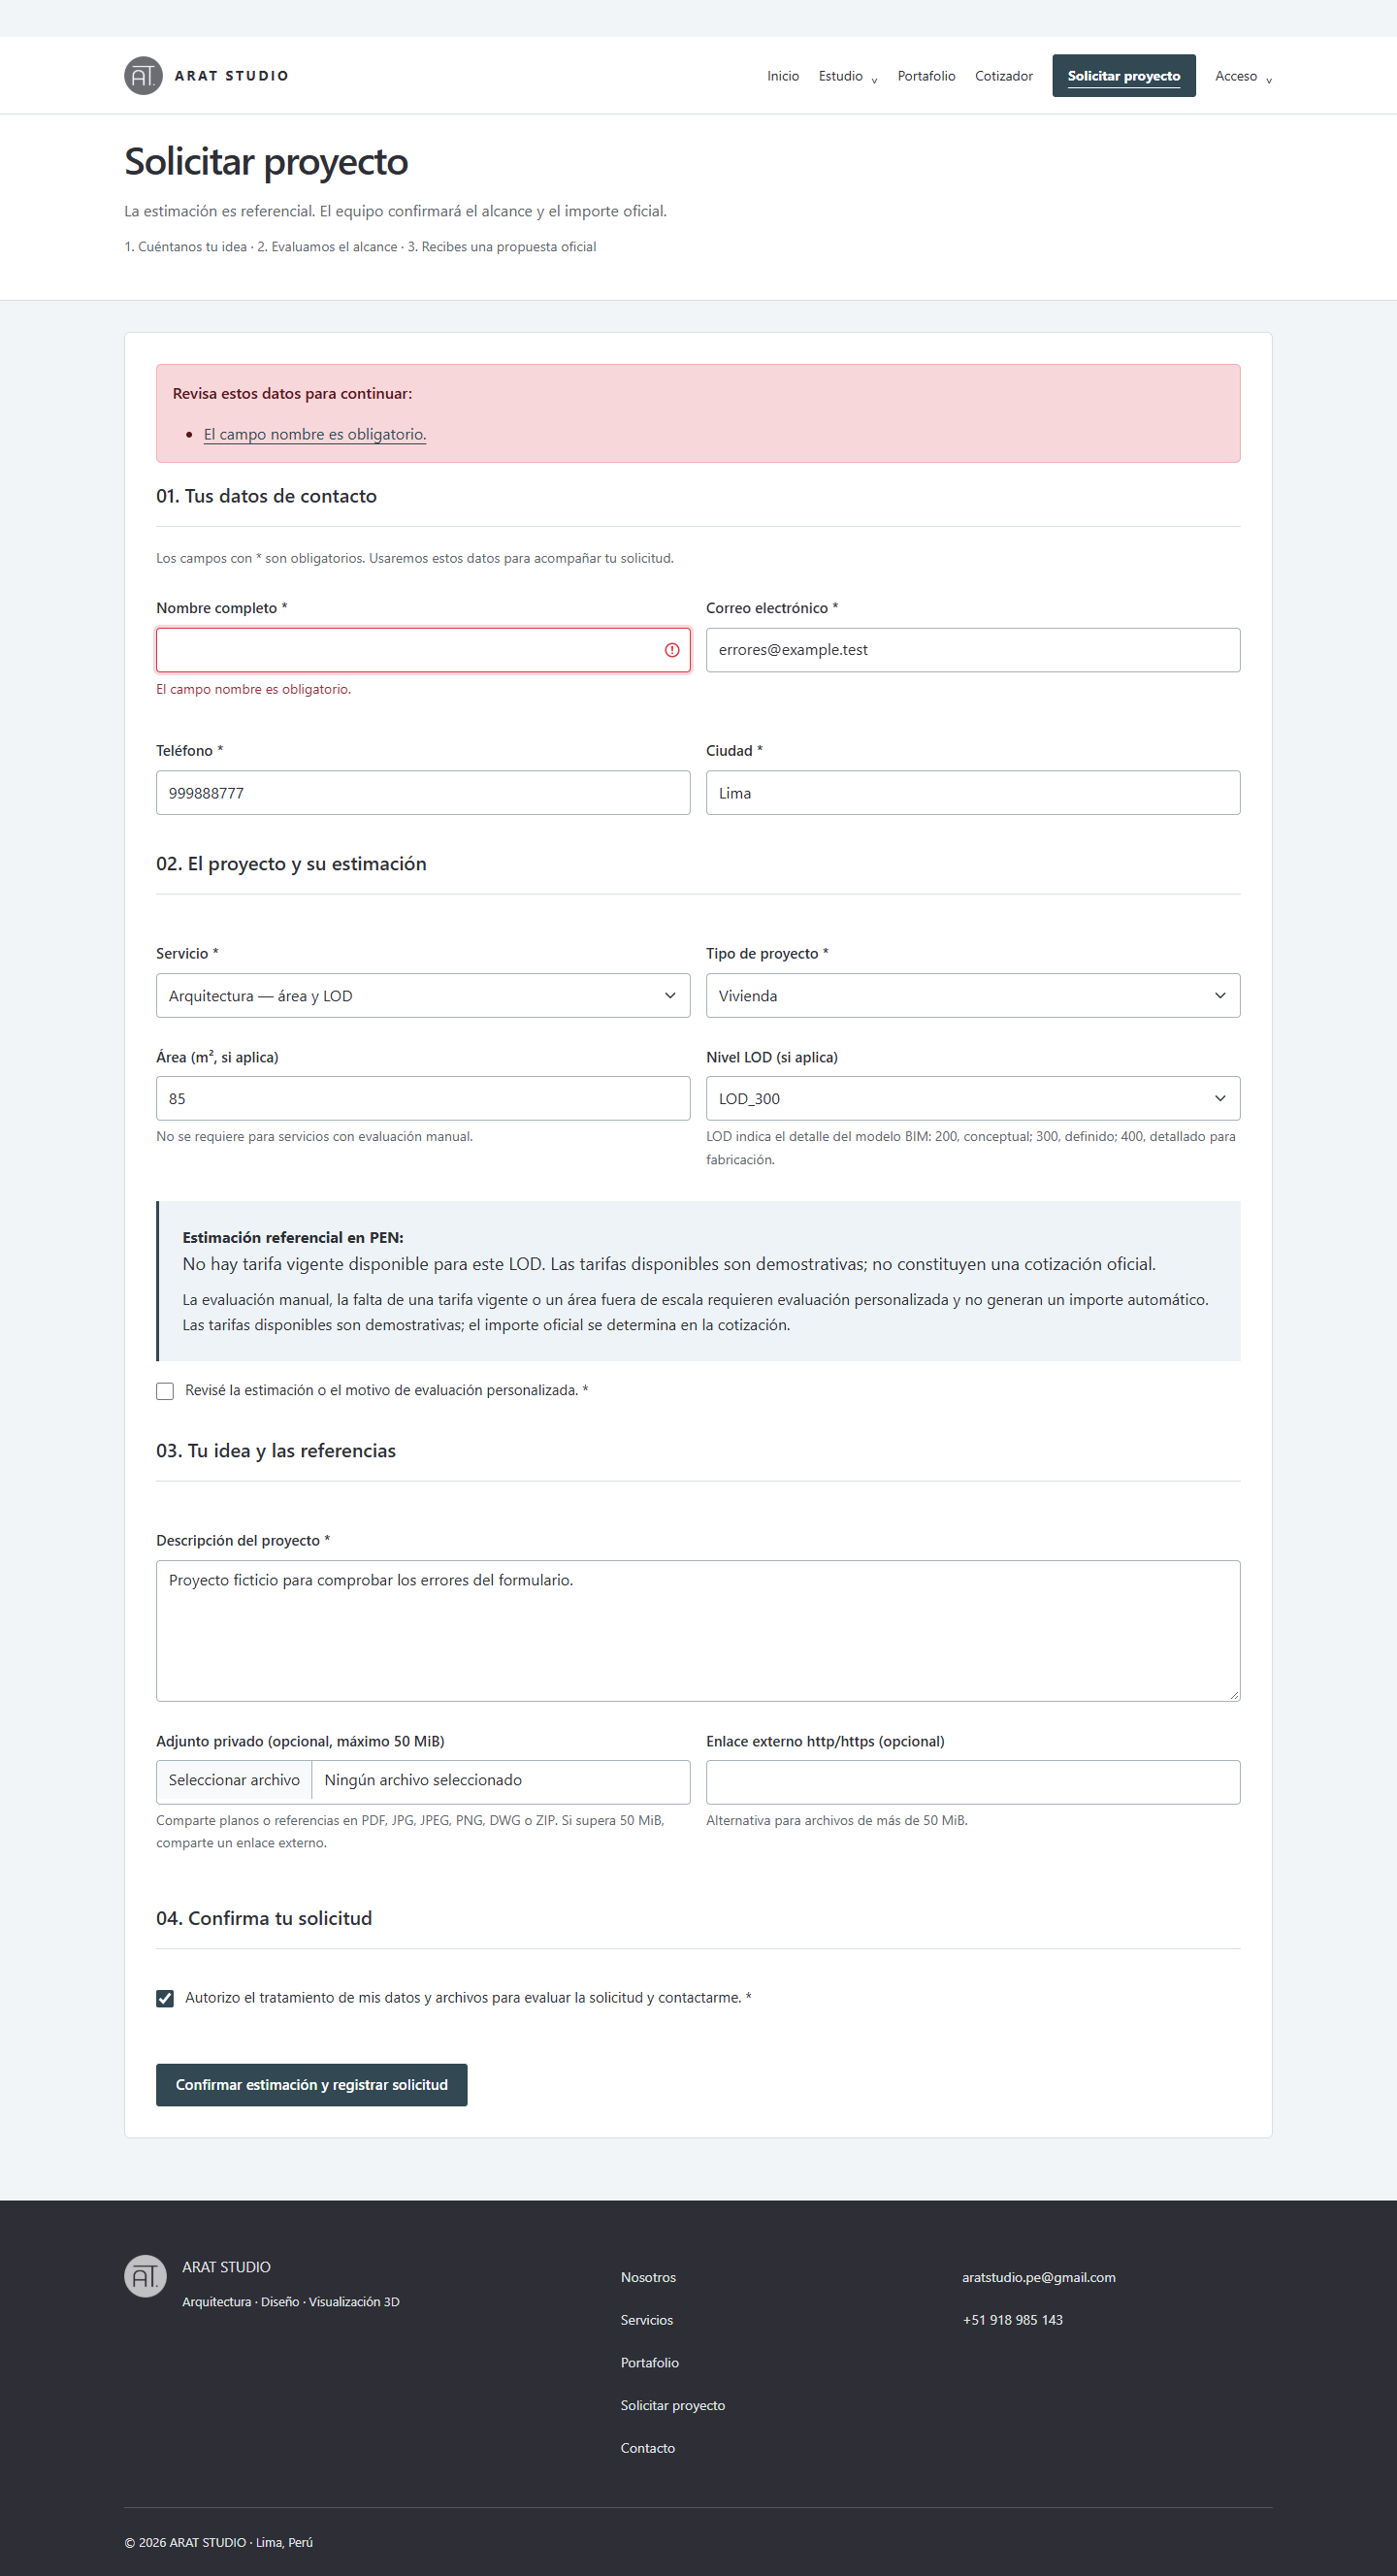 AT.
ARAT STUDIO
Inicio
Estudio
Portafolio
Cotizador
Solicitar proyecto
Acceso
Solicitar proyecto
La estimación es referencial. El equipo confirmará el alcance y el importe oficial.
1. Cuéntanos tu idea · 2. Evaluamos el alcance · 3. Recibes una propuesta oficial
Revisa estos datos para continuar:
• El campo nombre es obligatorio.
01. Tus datos de contacto
Los campos con * son obligatorios. Usaremos estos datos para acompañar tu solicitud.
Nombre completo *
El campo nombre es obligatorio.
Correo electrónico *
errores@example.test
Teléfono *
999888777
Ciudad *
Lima
02. El proyecto y su estimación
Servicio *
Arquitectura — área y LOD
Tipo de proyecto *
Vivienda
Área (m², si aplica)
85
No se requiere para servicios con evaluación manual.
Nivel LOD (si aplica)
LOD_300
LOD indica el detalle del modelo BIM: 200, conceptual; 300, definido; 400, detallado para
fabricación.
Estimación referencial en PEN:
No hay tarifa vigente disponible para este LOD. Las tarifas disponibles son demostrativas; no constituyen una cotización oficial.
La evaluación manual, la falta de una tarifa vigente o un área fuera de escala requieren evaluación personalizada y no generan un importe automático.
Las tarifas disponibles son demostrativas; el importe oficial se determina en la cotización.
Revisé la estimación o el motivo de evaluación personalizada. *
03. Tu idea y las referencias
Descripción del proyecto *
Proyecto ficticio para comprobar los errores del formulario.
Adjunto privado (opcional, máximo 50 MiB)
Seleccionar archivo
Ningún archivo seleccionado
Comparte planos o referencias en PDF, JPG, JPEG, PNG, DWG o ZIP. Si supera 50 MiB,
comparte un enlace externo.
Enlace externo http/https (opcional)
Alternativa para archivos de más de 50 MiB.
04. Confirma tu solicitud
Autorizo el tratamiento de mis datos y archivos para evaluar la solicitud y contactarme. *
Confirmar estimación y registrar solicitud
AT.
ARAT STUDIO
Arquitectura · Diseño · Visualización 3D
Nosotros
Servicios
Portafolio
Solicitar proyecto
Contacto
aratstudio.pe@gmail.com
+51 918 985 143
© 2026 ARAT STUDIO · Lima, Perú